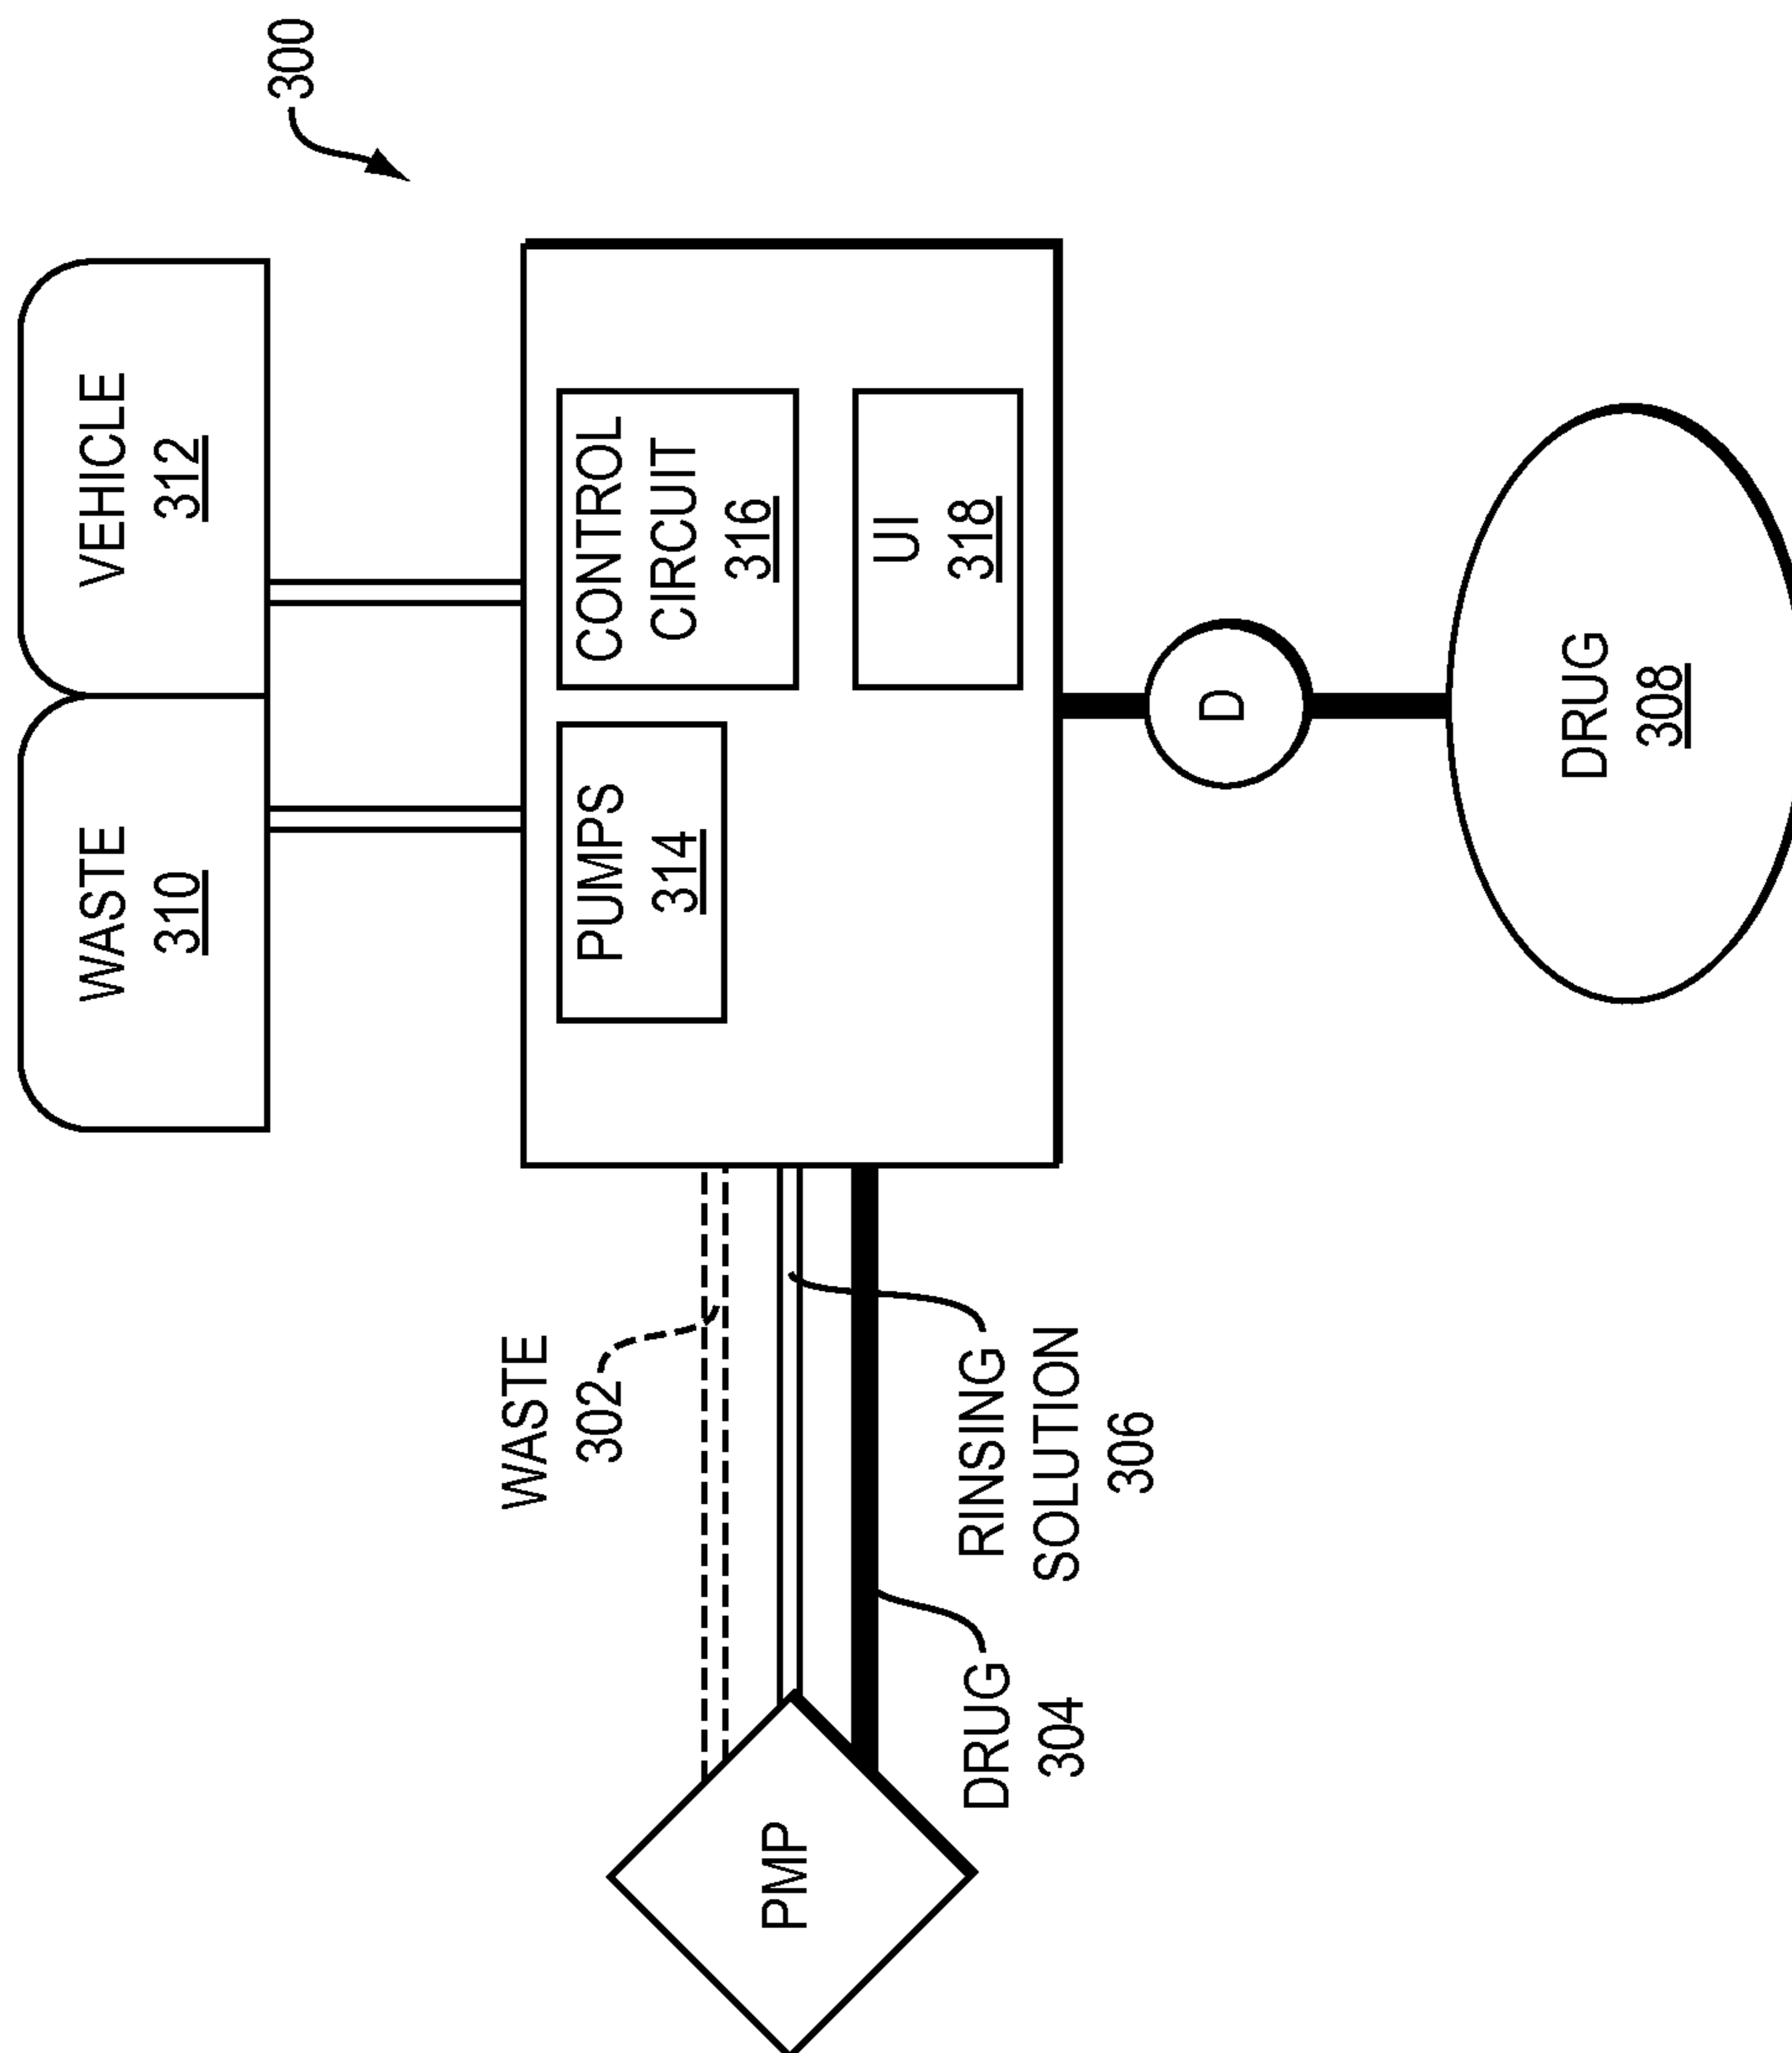 300
WASTE
310
VEHICLE
312
WASTE
302
PUMPS
314
CONTROL
CIRCUIT
316
UI
318
PMP
RINSING
SOLUTION
306
DRUG
304
D
DRUG
308